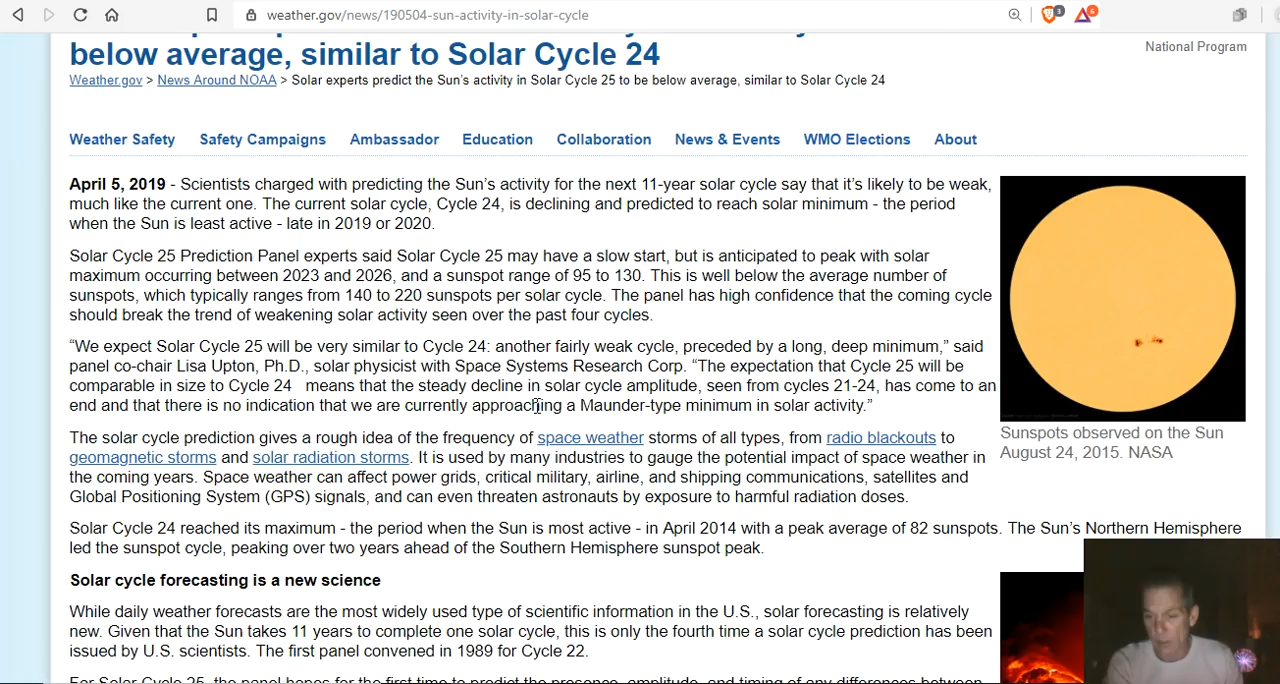 weather.gov/news/190504-sun-activity-in-solar-cycle
3
6
below average, similar to Solar Cycle 24
National Program
Weather.gov > News Around NOAA > Solar experts predict the Sun's activity in Solar Cycle 25 to be below average, similar to Solar Cycle 24
Weather Safety Safety Campaigns Ambassador Education Collaboration News & Events WMO Elections About
April 5, 2019 - Scientists charged with predicting the Sun's activity for the next 11-year solar cycle say that it's likely to be weak,
much like the current one. The current solar cycle, Cycle 24, is declining and predicted to reach solar minimum - the period
when the Sun is least active - late in 2019 or 2020.
Solar Cycle 25 Prediction Panel experts said Solar Cycle 25 may have a slow start, but is anticipated to peak with solar
maximum occurring between 2023 and 2026, and a sunspot range of 95 to 130. This is well below the average number of
sunspots, which typically ranges from 140 to 220 sunspots per solar cycle. The panel has high confidence that the coming cycle
should break the trend of weakening solar activity seen over the past four cycles.
“We expect Solar Cycle 25 will be very similar to Cycle 24: another fairly weak cycle, preceded by a long, deep minimum,” said
panel co-chair Lisa Upton, Ph.D., solar physicist with Space Systems Research Corp. “The expectation that Cycle 25 will be
comparable in size to Cycle 24 means that the steady decline in solar cycle amplitude, seen from cycles 21-24, has come to an
end and that there is no indication that we are currently approaching a Maunder-type minimum in solar activity.”
Sunspots observed on the Sun
August 24, 2015. NASA
The solar cycle prediction gives a rough idea of the frequency of space weather storms of all types, from radio blackouts to
geomagnetic storms and solar radiation storms. It is used by many industries to gauge the potential impact of space weather in
the coming years. Space weather can affect power grids, critical military, airline, and shipping communications, satellites and
Global Positioning System (GPS) signals, and can even threaten astronauts by exposure to harmful radiation doses.
Solar Cycle 24 reached its maximum - the period when the Sun is most active - in April 2014 with a peak average of 82 sunspots. The Sun's Northern Hemisphere
led the sunspot cycle, peaking over two years ahead of the Southern Hemisphere sunspot peak.
Solar cycle forecasting is a new science
While daily weather forecasts are the most widely used type of scientific information in the U.S., solar forecasting is relatively
new. Given that the Sun takes 11 years to complete one solar cycle, this is only the fourth time a solar cycle prediction has been
issued by U.S. scientists. The first panel convened in 1989 for Cycle 22.
For Solar Cycle 25, the panel hopes for the first time to predict the presence, amplitude, and timing of any differences between